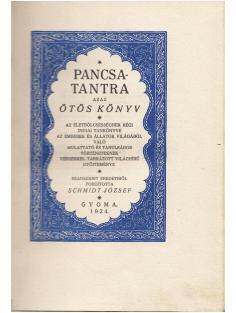 PANCSA-
TANTRA
AZAZ
ÖTÖS KÖNYV
AZ ÉLETBÖLCSESSÉGNEK RÉGI
INDIAI TANKÖNYVE
AZ EMBEREK ÉS ÁLLATOK VILÁGÁBÓL
VALÓ
MULATTATÓ ÉS TANULSÁGOS
TÖRTÉNETEKNEK
VERSEKKEL TARKÁZOTT VILÁGHÍRŰ
GYŰJTEMÉNYE
SZANSZKRIT EREDETIBŐL
FORDÍTOTTA
SCHMIDT JÓZSEF
GYOMA,
1924